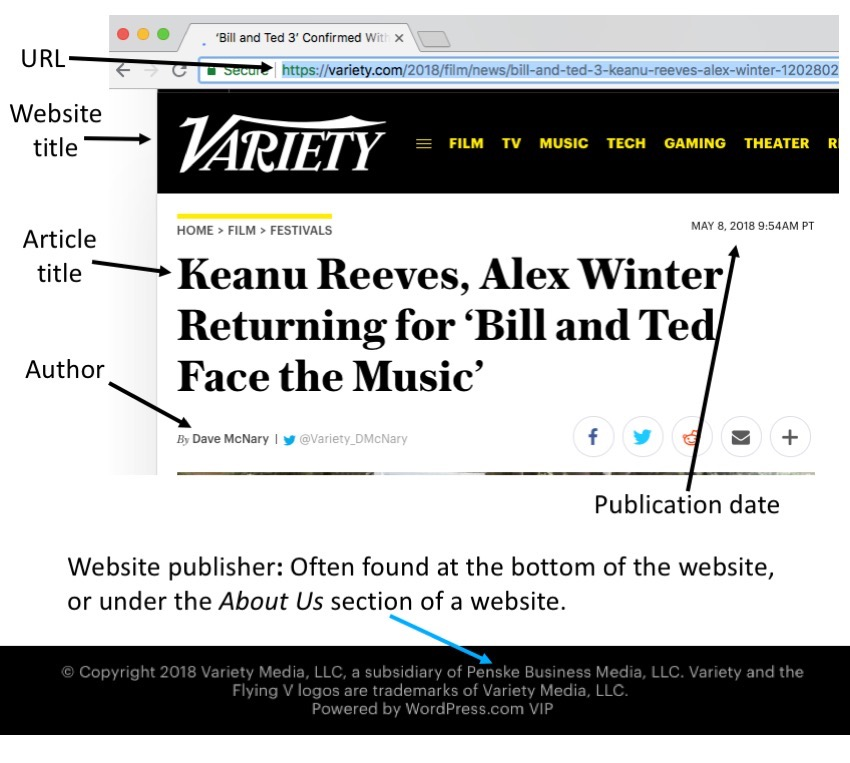 'Bill and Ted 3' Confirmed With
URL
Secure | https://variety.com/2018/film/news/bill-and-ted-3-keanu-reeves-alex-winter-1202802
Website
title
VARIETY
FILM TV MUSIC TECH GAMING THEATER
HOME > FILM > FESTIVALS
MAY 8, 2018 9:54AM PT
Article
title
Keanu Reeves, Alex Winter
Returning for ‘Bill and Ted
Face the Music’
Author
By Dave McNary | @Variety_DMcNary
Publication date
Website publisher: Often found at the bottom of the website,
or under the About Us section of a website.
© Copyright 2018 Variety Media, LLC, a subsidiary of Penske Business Media, LLC. Variety and the
Flying V logos are trademarks of Variety Media, LLC.
Powered by WordPress.com VIP